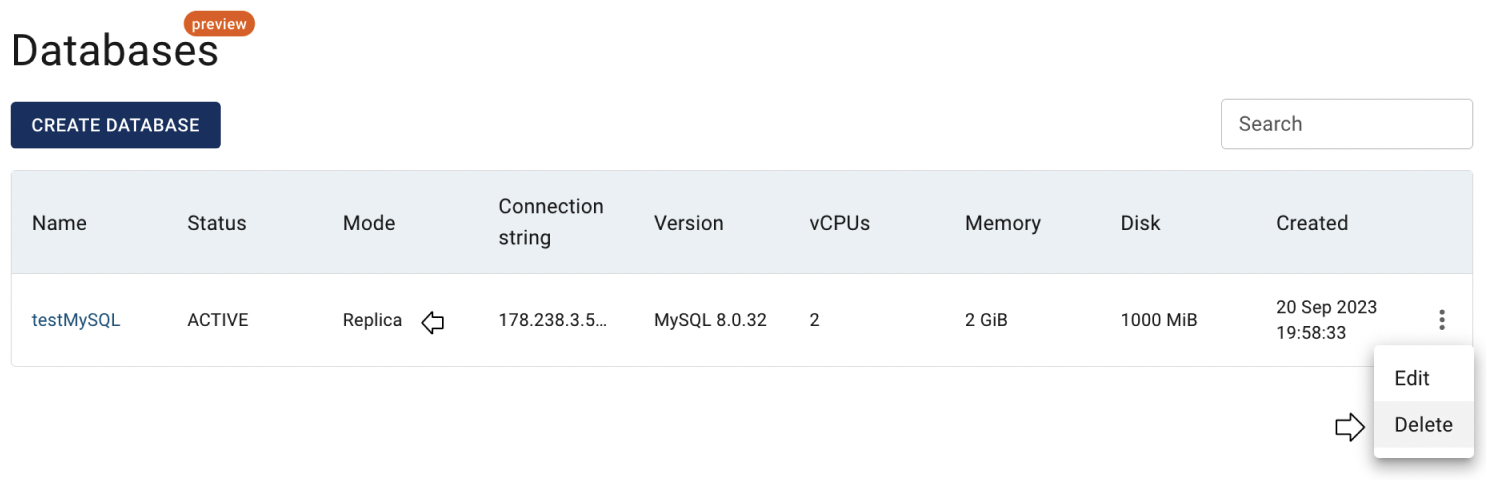 preview
Databases
CREATE DATABASE
Search
Name Status Mode Connection string Version vCPUs Memory Disk Created
testMySQL ACTIVE Replica 178.238.3.5... MySQL 8.0.32 2 2 GiB 1000 MiB 20 Sep 2023 19:58:33
Edit
Delete